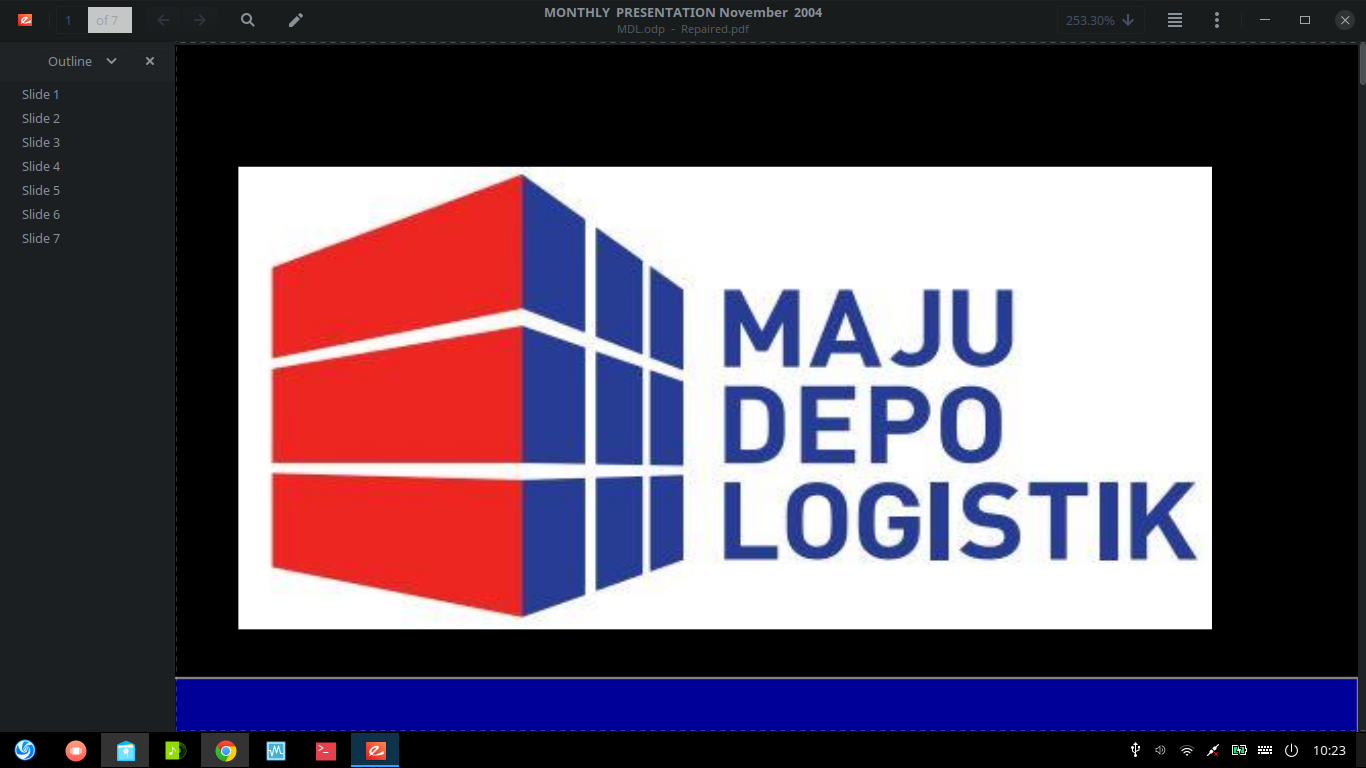 1 of 7
MONTHLY PRESENTATION November 2004
MDL.odp - Repaired.pdf
253.30%
Outline
Slide 1
Slide 2
Slide 3
Slide 4
Slide 5
Slide 6
Slide 7
MAJU
DEPO
LOGISTIK
10:23